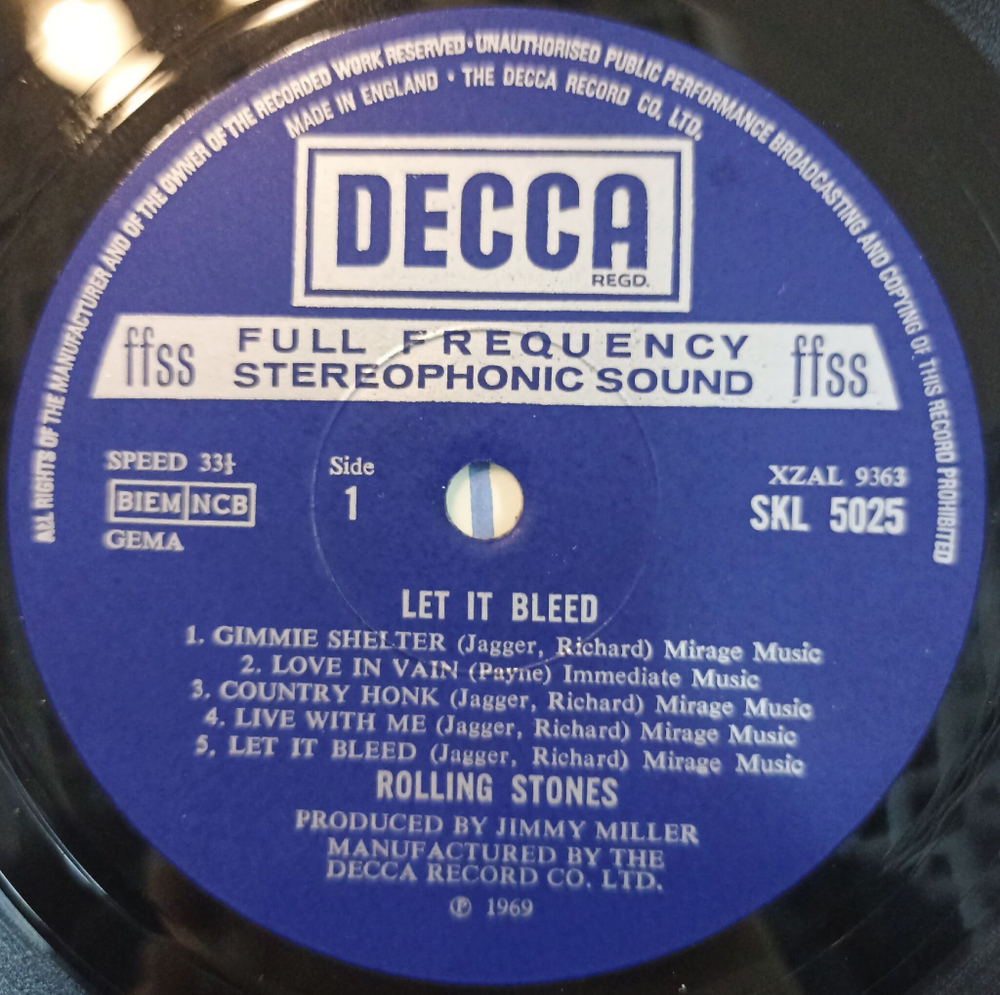 ALL RIGHTS OF THE MANUFACTURER AND OF THE OWNER OF THE RECORDED WORK RESERVED · UNAUTHORISED PUBLIC PERFORMANCE BROADCASTING AND COPYING OF THIS RECORD PROHIBITED
MADE IN ENGLAND · THE DECCA RECORD CO. LTD.
DECCA
REGD.
ffss FULL FREQUENCY ffss
STEREOPHONIC SOUND
SPEED 33⅓
BIEM NCB
GEMA
Side
1
XZAL 9363
SKL 5025
LET IT BLEED
1. GIMMIE SHELTER (Jagger, Richard) Mirage Music
2. LOVE IN VAIN (Payne) Immediate Music
3. COUNTRY HONK (Jagger, Richard) Mirage Music
4. LIVE WITH ME (Jagger, Richard) Mirage Music
5. LET IT BLEED (Jagger, Richard) Mirage Music
ROLLING STONES
PRODUCED BY JIMMY MILLER
MANUFACTURED BY THE
DECCA RECORD CO. LTD.
℗ 1969